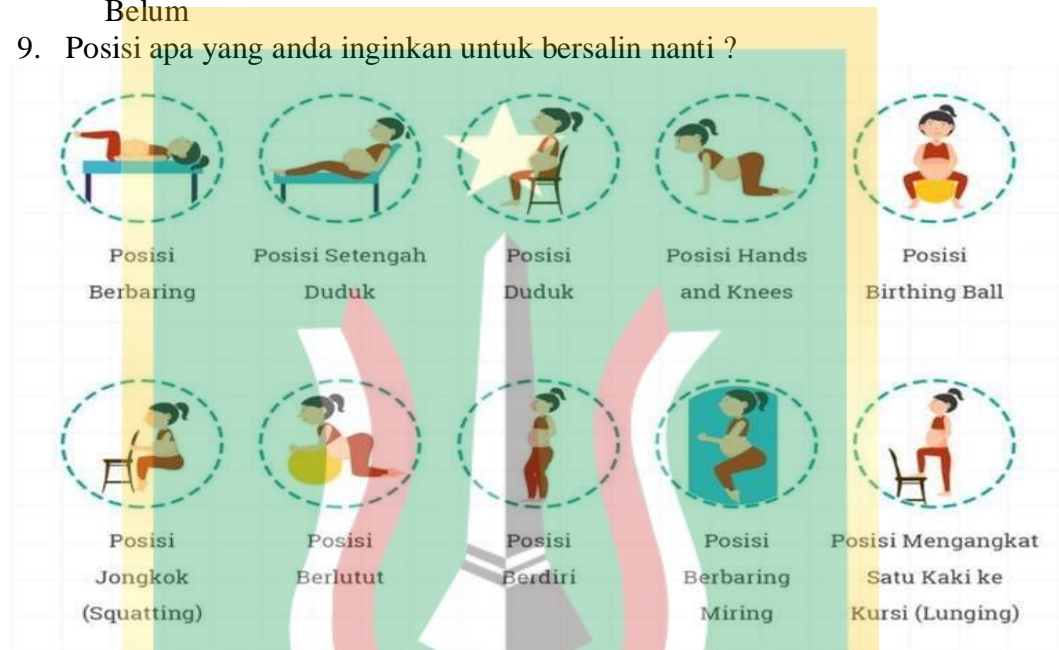 Belum
9. Posisi apa yang anda inginkan untuk bersalin nanti ?
Posisi
Berbaring
Posisi Setengah
Duduk
Posisi
Duduk
Posisi Hands
and Knees
Posisi
Birthing Ball
Posisi
Jongkok
(Squatting)
Posisi
Berlutut
Posisi
Berdiri
Posisi
Berbaring
Miring
Posisi Mengangkat
Satu Kaki ke
Kursi (Lunging)